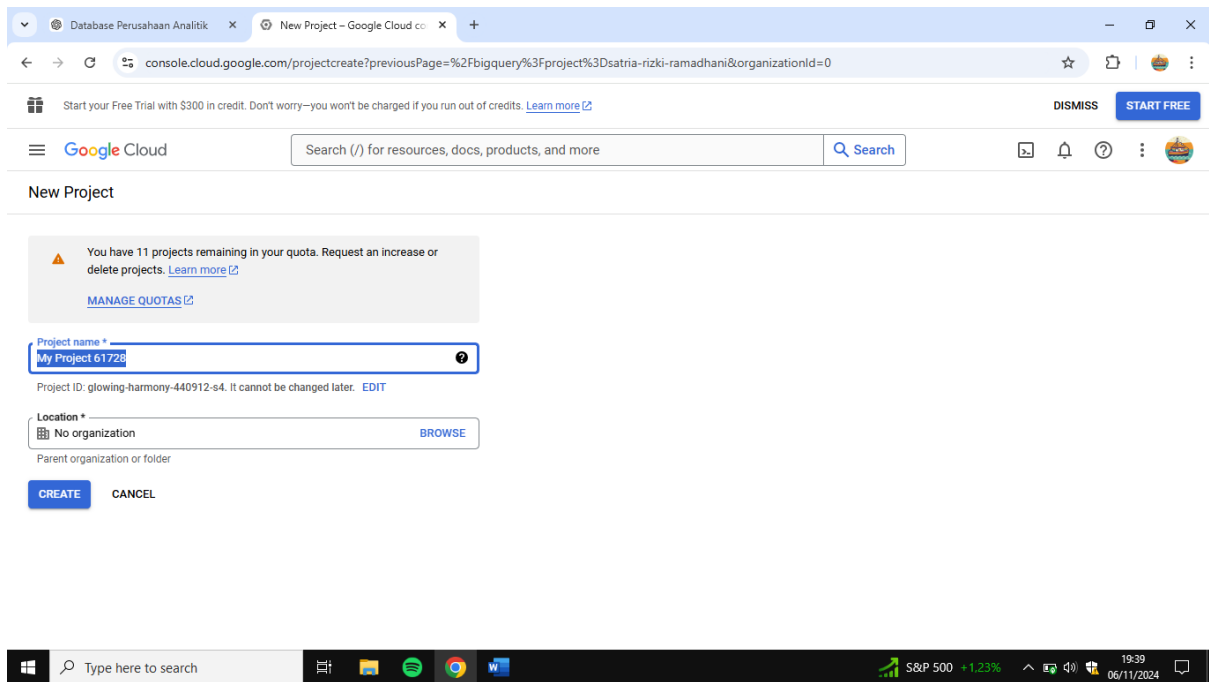 Database Perusahaan Analitik
New Project – Google Cloud co
console.cloud.google.com/projectcreate?previousPage=%2Fbigquery%3Fproject%3Dsatria-rizki-ramadhani&organizationId=0
Start your Free Trial with $300 in credit. Don't worry—you won't be charged if you run out of credits. Learn more
DISMISS
START FREE
Google Cloud
Search (/) for resources, docs, products, and more
Search
New Project
You have 11 projects remaining in your quota. Request an increase or
delete projects. Learn more
MANAGE QUOTAS
Project name *
My Project 61728
Project ID: glowing-harmony-440912-s4. It cannot be changed later. EDIT
Location *
No organization
BROWSE
Parent organization or folder
CREATE
CANCEL
Type here to search
S&P 500 +1,23%
19:39
06/11/2024